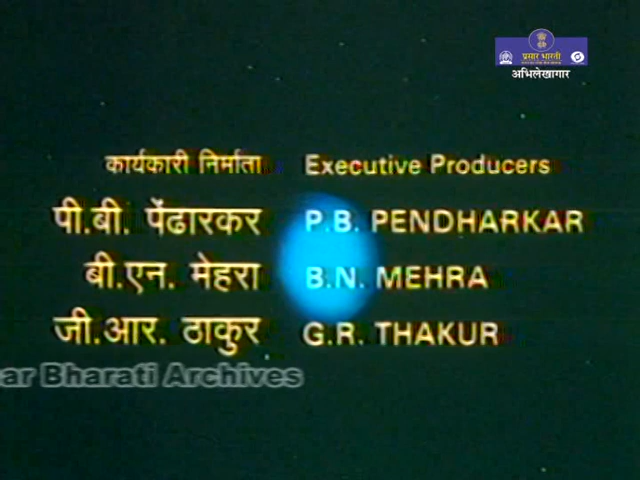 प्रसार भारती
अभिलेखागार
कार्यकारी निर्माता Executive Producers
पी.बी. पेंढारकर P.B. PENDHARKAR
बी.एन. मेहरा B.N. MEHRA
जी.आर. ठाकुर G.R. THAKUR
ar Bharati Archives